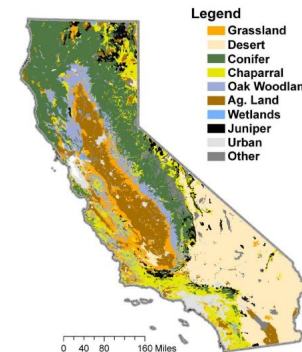 Legend
Grassland
Desert
Conifer
Chaparral
Oak Woodlan
Ag. Land
Wetlands
Juniper
Urban
Other
0 40 80 160 Miles